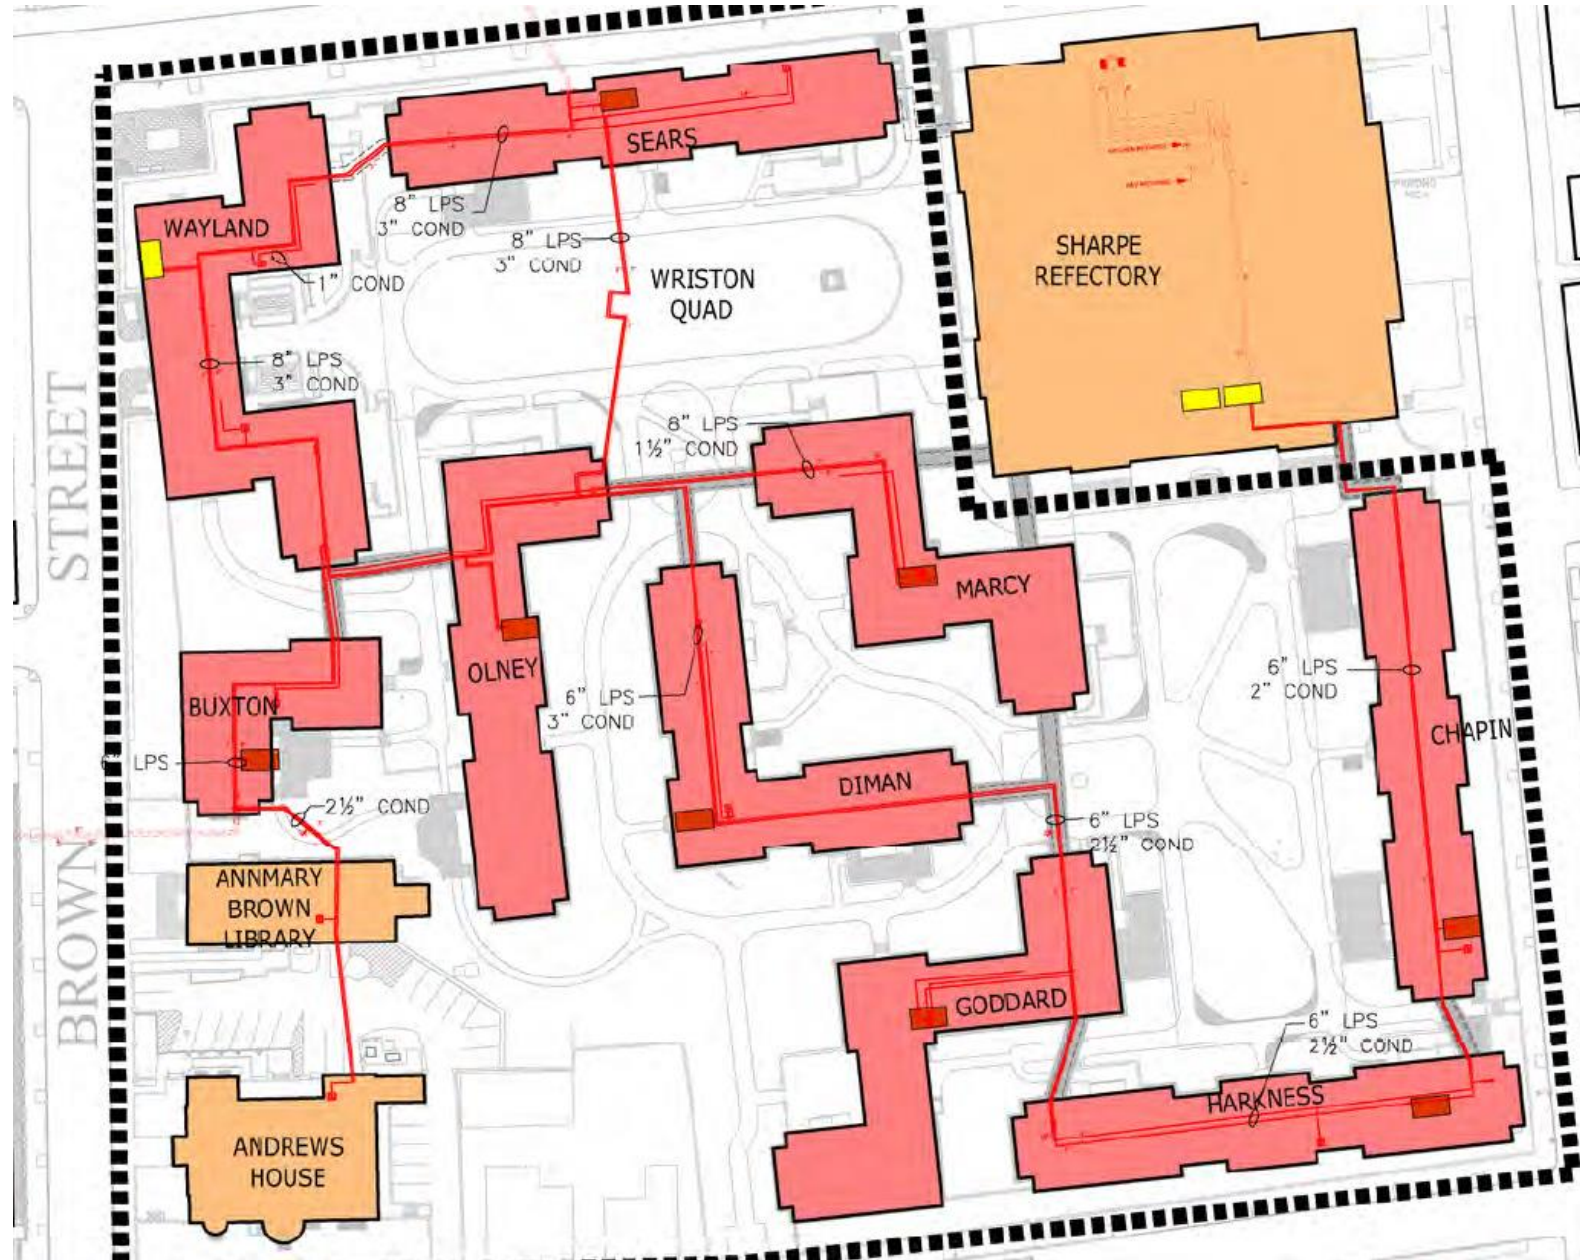 SEARS
8” LPS
3” COND
WAYLAND
1” COND
8” LPS
3” COND
WRISTON
QUAD
SHARPE
REFECTORY
8” LPS
3” COND
8” LPS
1½” COND
STREET
MARCY
OLNEY
6” LPS
3” COND
6” LPS
2” COND
BUXTON
CHAPIN
6” LPS
DIMAN
2½” COND
6” LPS
2½” COND
BROWN
ANNMARY
BROWN
LIBRARY
GODDARD
6” LPS
2½” COND
HARKNESS
ANDREWS
HOUSE